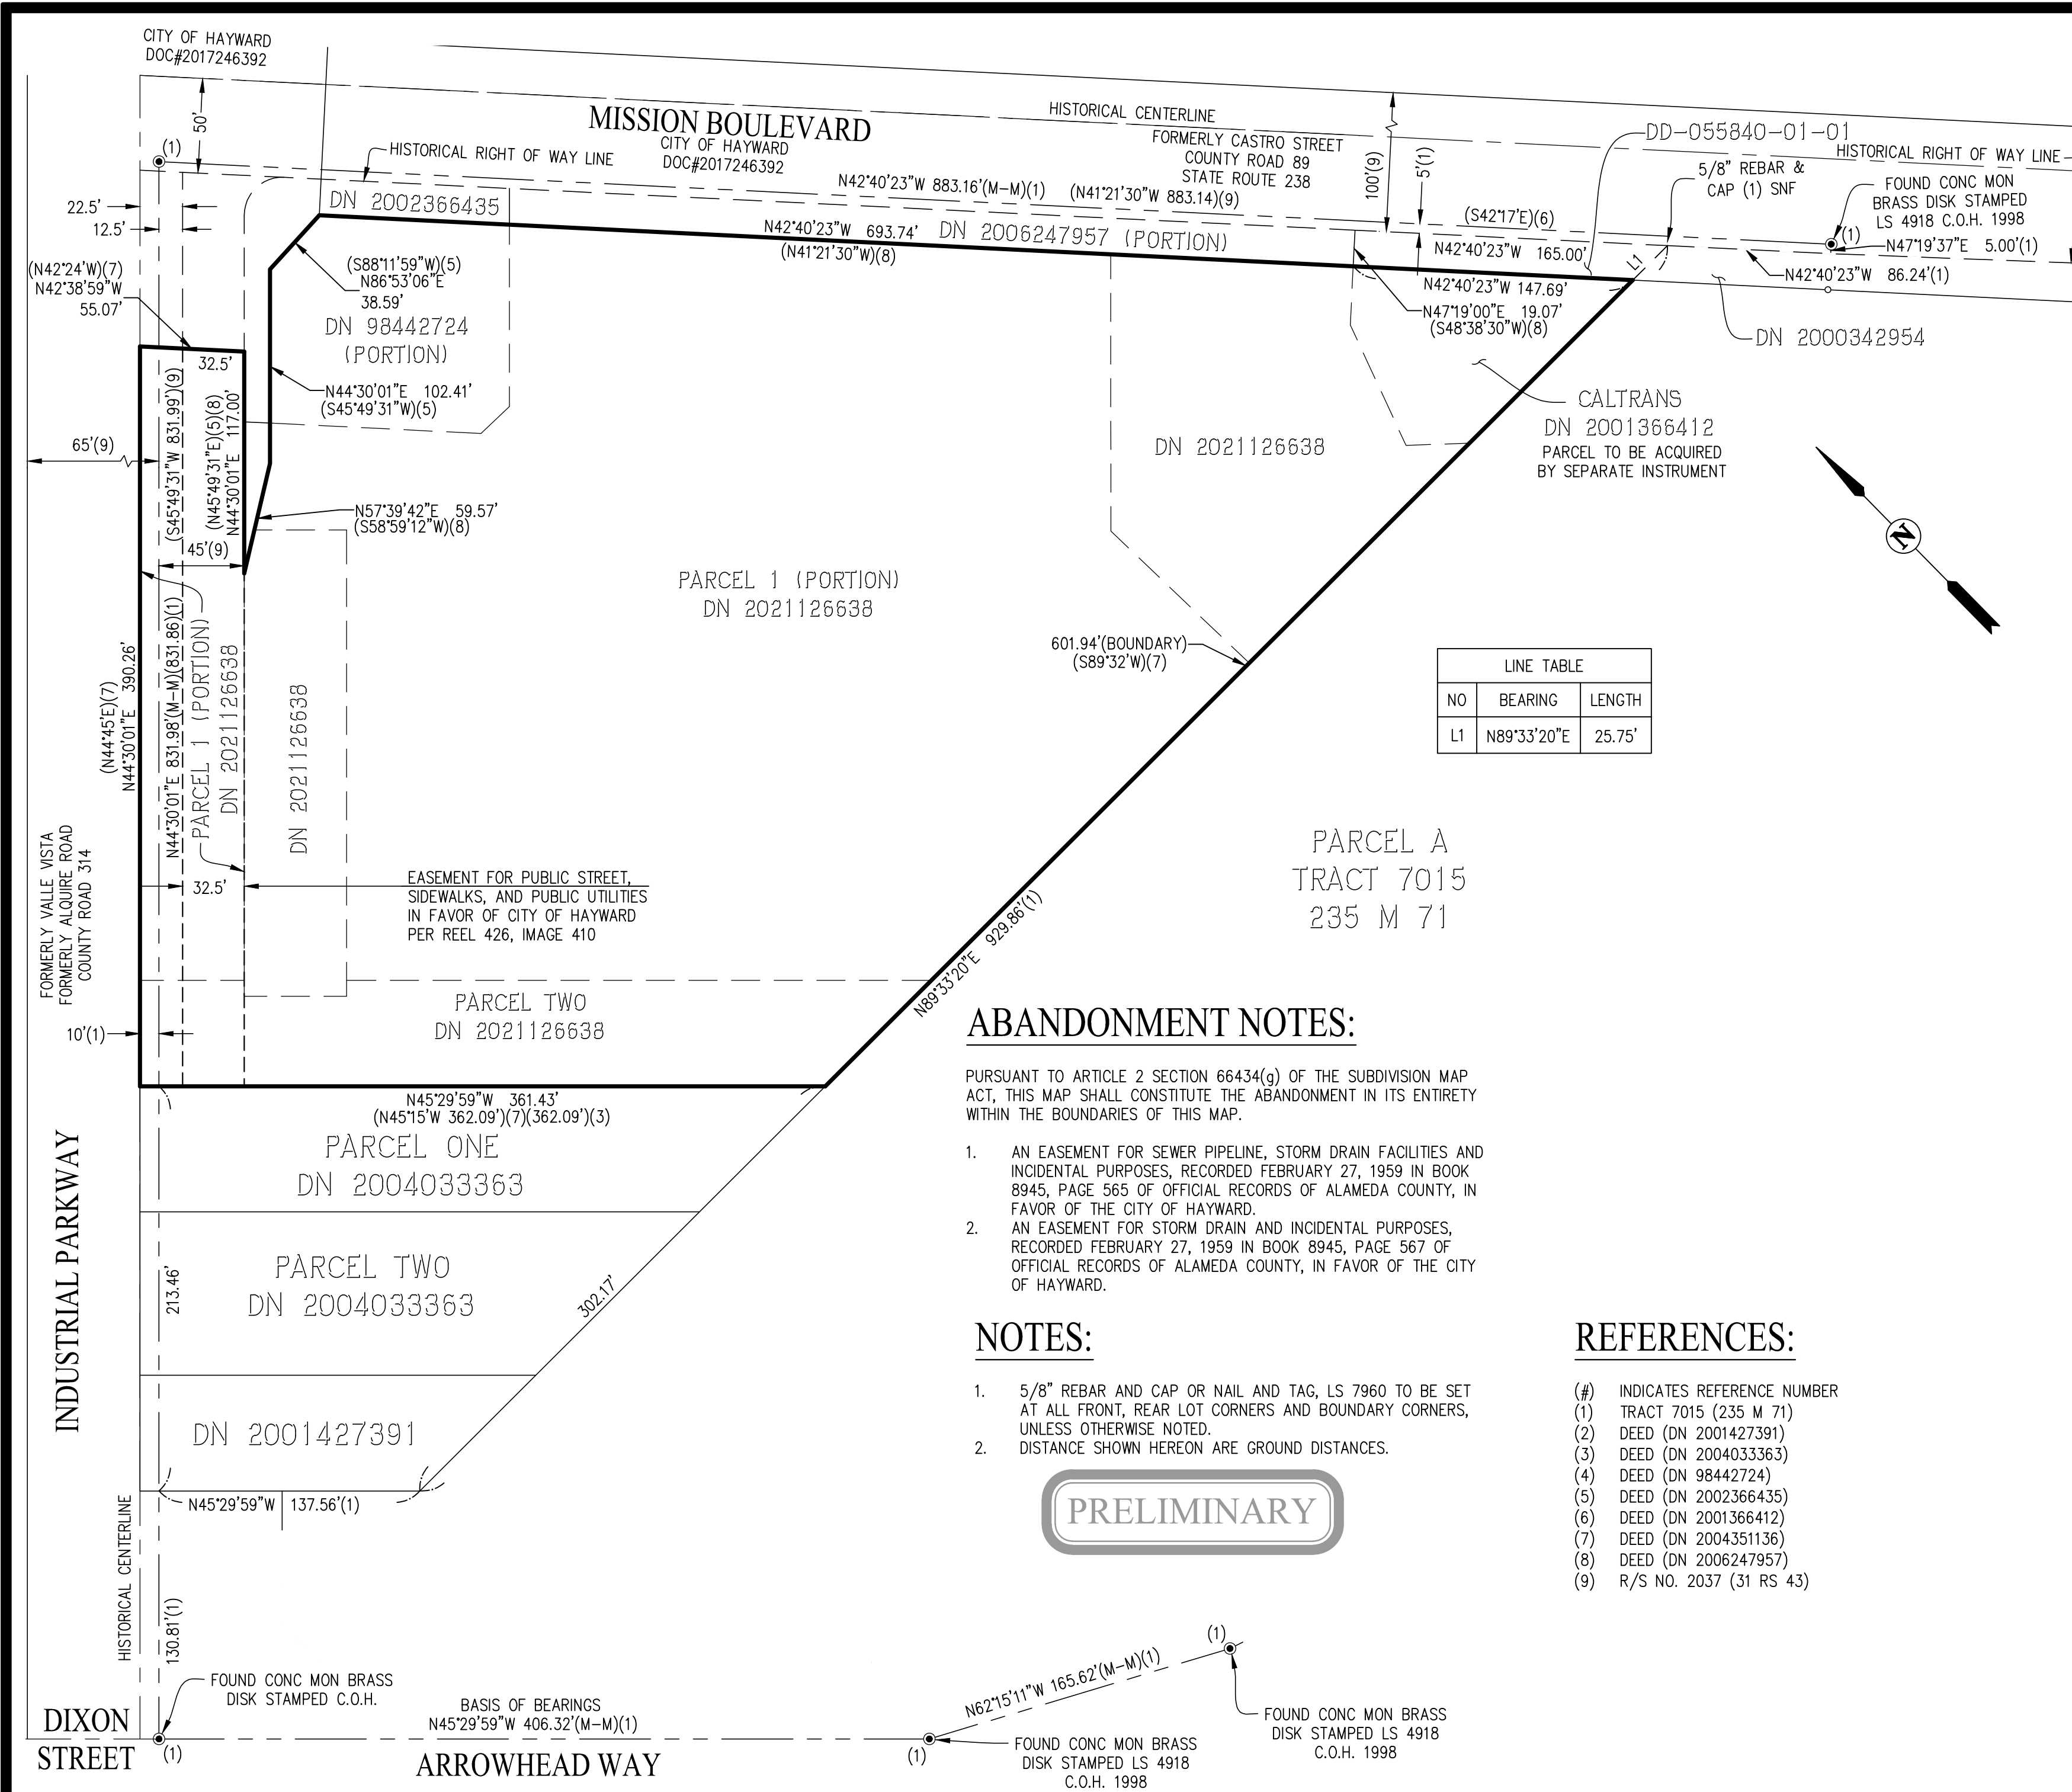 CITY OF HAYWARD
DOC#2017246392
50'
(1)
MISSION BOULEVARD
CITY OF HAYWARD
DOC#2017246392
HISTORICAL RIGHT OF WAY LINE
HISTORICAL CENTERLINE
FORMERLY CASTRO STREET
COUNTY ROAD 89
STATE ROUTE 238
100'(9)
5'(1)
DD-055840-01-01
HISTORICAL RIGHT OF WAY LINE
5/8" REBAR &
CAP (1) SNF
FOUND CONC MON
BRASS DISK STAMPED
LS 4918 C.O.H. 1998
(1)
N47°19'37"E 5.00'(1)
N42°40'23"W 86.24'(1)
DN 2000342954
22.5'
12.5'
DN 2002366435
N42°40'23"W 883.16'(M-M)(1) (N41°21'30"W 883.14)(9)
(S42°17'E)(6)
N42°40'23"W 693.74'
(N41°21'30"W)(8)
DN 2006247957 (PORTION)
N42°40'23"W 165.00'
L1
N42°40'23"W 147.69'
N47°19'00"E 19.07'
(S48°38'30"W)(8)
(N42°24'W)(7)
N42°38'59"W
55.07'
(S88°11'59"W)(5)
N86°53'06"E
38.59'
DN 98442724
(PORTION)
32.5'
N44°30'01"E 102.41'
(S45°49'31"W)(5)
(S45°49'31"W 831.99')(9)
(N45°49'31"E)(5)(8)
N44°30'01"E 117.00'
65'(9)
45'(9)
N57°39'42"E 59.57'
(S58°59'12"W)(8)
DN 2021126638
CALTRANS
DN 2001366412
PARCEL TO BE ACQUIRED
BY SEPARATE INSTRUMENT
N
PARCEL 1 (PORTION)
DN 2021126638
601.94'(BOUNDARY)
(S89°32'W)(7)
LINE TABLE
NO BEARING LENGTH
L1 N89°33'20"E 25.75'
(N44°45'E)(7)
N44°30'01"E 390.26'
N44°30'01"E 831.98'(M-M)(831.86)(1)
PARCEL 1 (PORTION)
DN 2021126638
DN 2021126638
FORMERLY VALLE VISTA
FORMERLY ALQUIRE ROAD
COUNTY ROAD 314
32.5'
EASEMENT FOR PUBLIC STREET,
SIDEWALKS, AND PUBLIC UTILITIES
IN FAVOR OF CITY OF HAYWARD
PER REEL 426, IMAGE 410
PARCEL A
TRACT 7015
235 M 71
N89°33'20"E 929.86'(1)
10'(1)
PARCEL TWO
DN 2021126638
N45°29'59"W 361.43'
(N45°15'W 362.09')(7)(362.09')(3)
PARCEL ONE
DN 2004033363
PARCEL TWO
DN 2004033363
213.46'
302.17'
DN 2001427391
N45°29'59"W 137.56'(1)
INDUSTRIAL PARKWAY
HISTORICAL CENTERLINE
130.81'(1)
ABANDONMENT NOTES:
PURSUANT TO ARTICLE 2 SECTION 66434(g) OF THE SUBDIVISION MAP
ACT, THIS MAP SHALL CONSTITUTE THE ABANDONMENT IN ITS ENTIRETY
WITHIN THE BOUNDARIES OF THIS MAP.
1. AN EASEMENT FOR SEWER PIPELINE, STORM DRAIN FACILITIES AND
INCIDENTAL PURPOSES, RECORDED FEBRUARY 27, 1959 IN BOOK
8945, PAGE 565 OF OFFICIAL RECORDS OF ALAMEDA COUNTY, IN
FAVOR OF THE CITY OF HAYWARD.
2. AN EASEMENT FOR STORM DRAIN AND INCIDENTAL PURPOSES,
RECORDED FEBRUARY 27, 1959 IN BOOK 8945, PAGE 567 OF
OFFICIAL RECORDS OF ALAMEDA COUNTY, IN FAVOR OF THE CITY
OF HAYWARD.
NOTES:
1. 5/8" REBAR AND CAP OR NAIL AND TAG, LS 7960 TO BE SET
AT ALL FRONT, REAR LOT CORNERS AND BOUNDARY CORNERS,
UNLESS OTHERWISE NOTED.
2. DISTANCE SHOWN HEREON ARE GROUND DISTANCES.
PRELIMINARY
REFERENCES:
(#) INDICATES REFERENCE NUMBER
(1) TRACT 7015 (235 M 71)
(2) DEED (DN 2001427391)
(3) DEED (DN 2004033363)
(4) DEED (DN 98442724)
(5) DEED (DN 2002366435)
(6) DEED (DN 2001366412)
(7) DEED (DN 2004351136)
(8) DEED (DN 2006247957)
(9) R/S NO. 2037 (31 RS 43)
FOUND CONC MON BRASS
DISK STAMPED C.O.H.
DIXON
STREET
(1)
BASIS OF BEARINGS
N45°29'59"W 406.32'(M-M)(1)
ARROWHEAD WAY
(1)
N62°15'11"W 165.62'(M-M)(1)
(1)
FOUND CONC MON BRASS
DISK STAMPED LS 4918
C.O.H. 1998
FOUND CONC MON BRASS
DISK STAMPED LS 4918
C.O.H. 1998